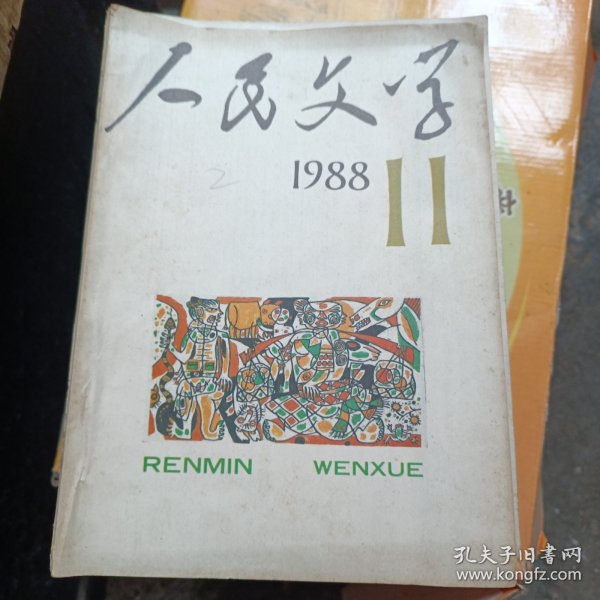 人民文学
1988 11
2
RENMIN WENXUE
孔夫子旧书网
www.kongfz.com